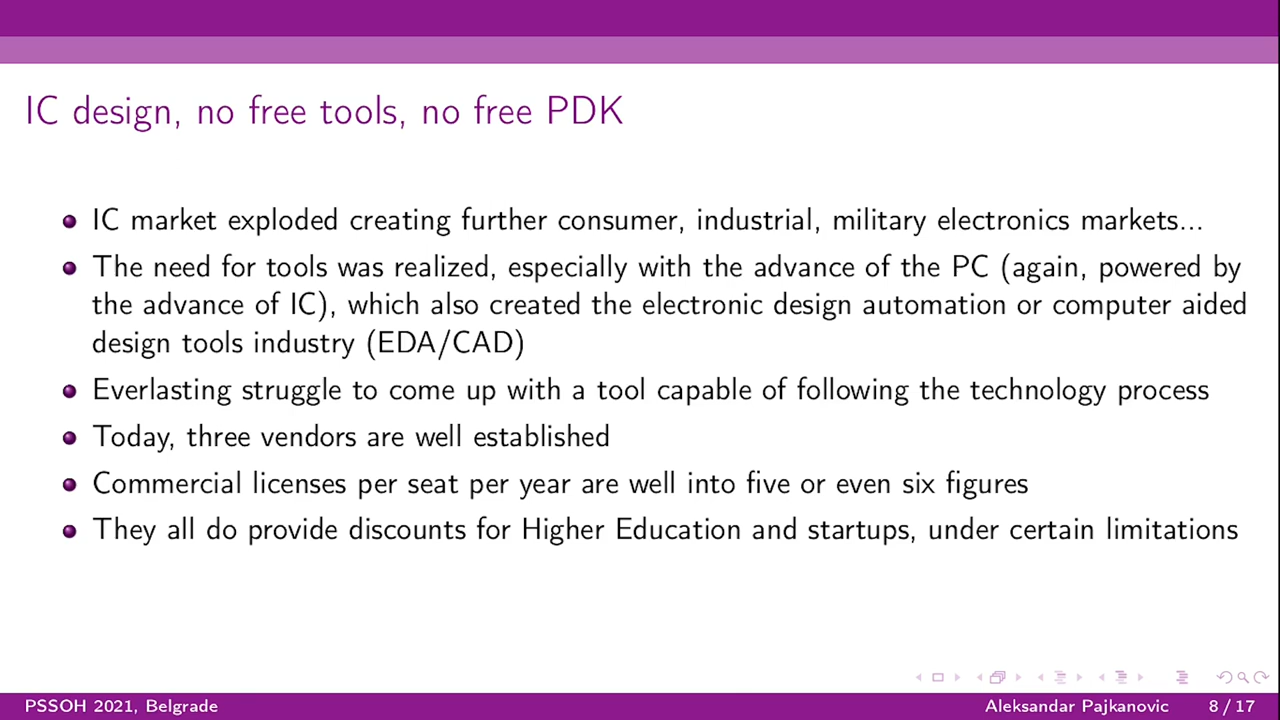 IC design, no free tools, no free PDK
IC market exploded creating further consumer, industrial, military electronics markets...
The need for tools was realized, especially with the advance of the PC (again, powered by
the advance of IC), which also created the electronic design automation or computer aided
design tools industry (EDA/CAD)
Everlasting struggle to come up with a tool capable of following the technology process
Today, three vendors are well established
Commercial licenses per seat per year are well into five or even six figures
They all do provide discounts for Higher Education and startups, under certain limitations
PSSOH 2021, Belgrade Aleksandar Pajkanovic 8 / 17